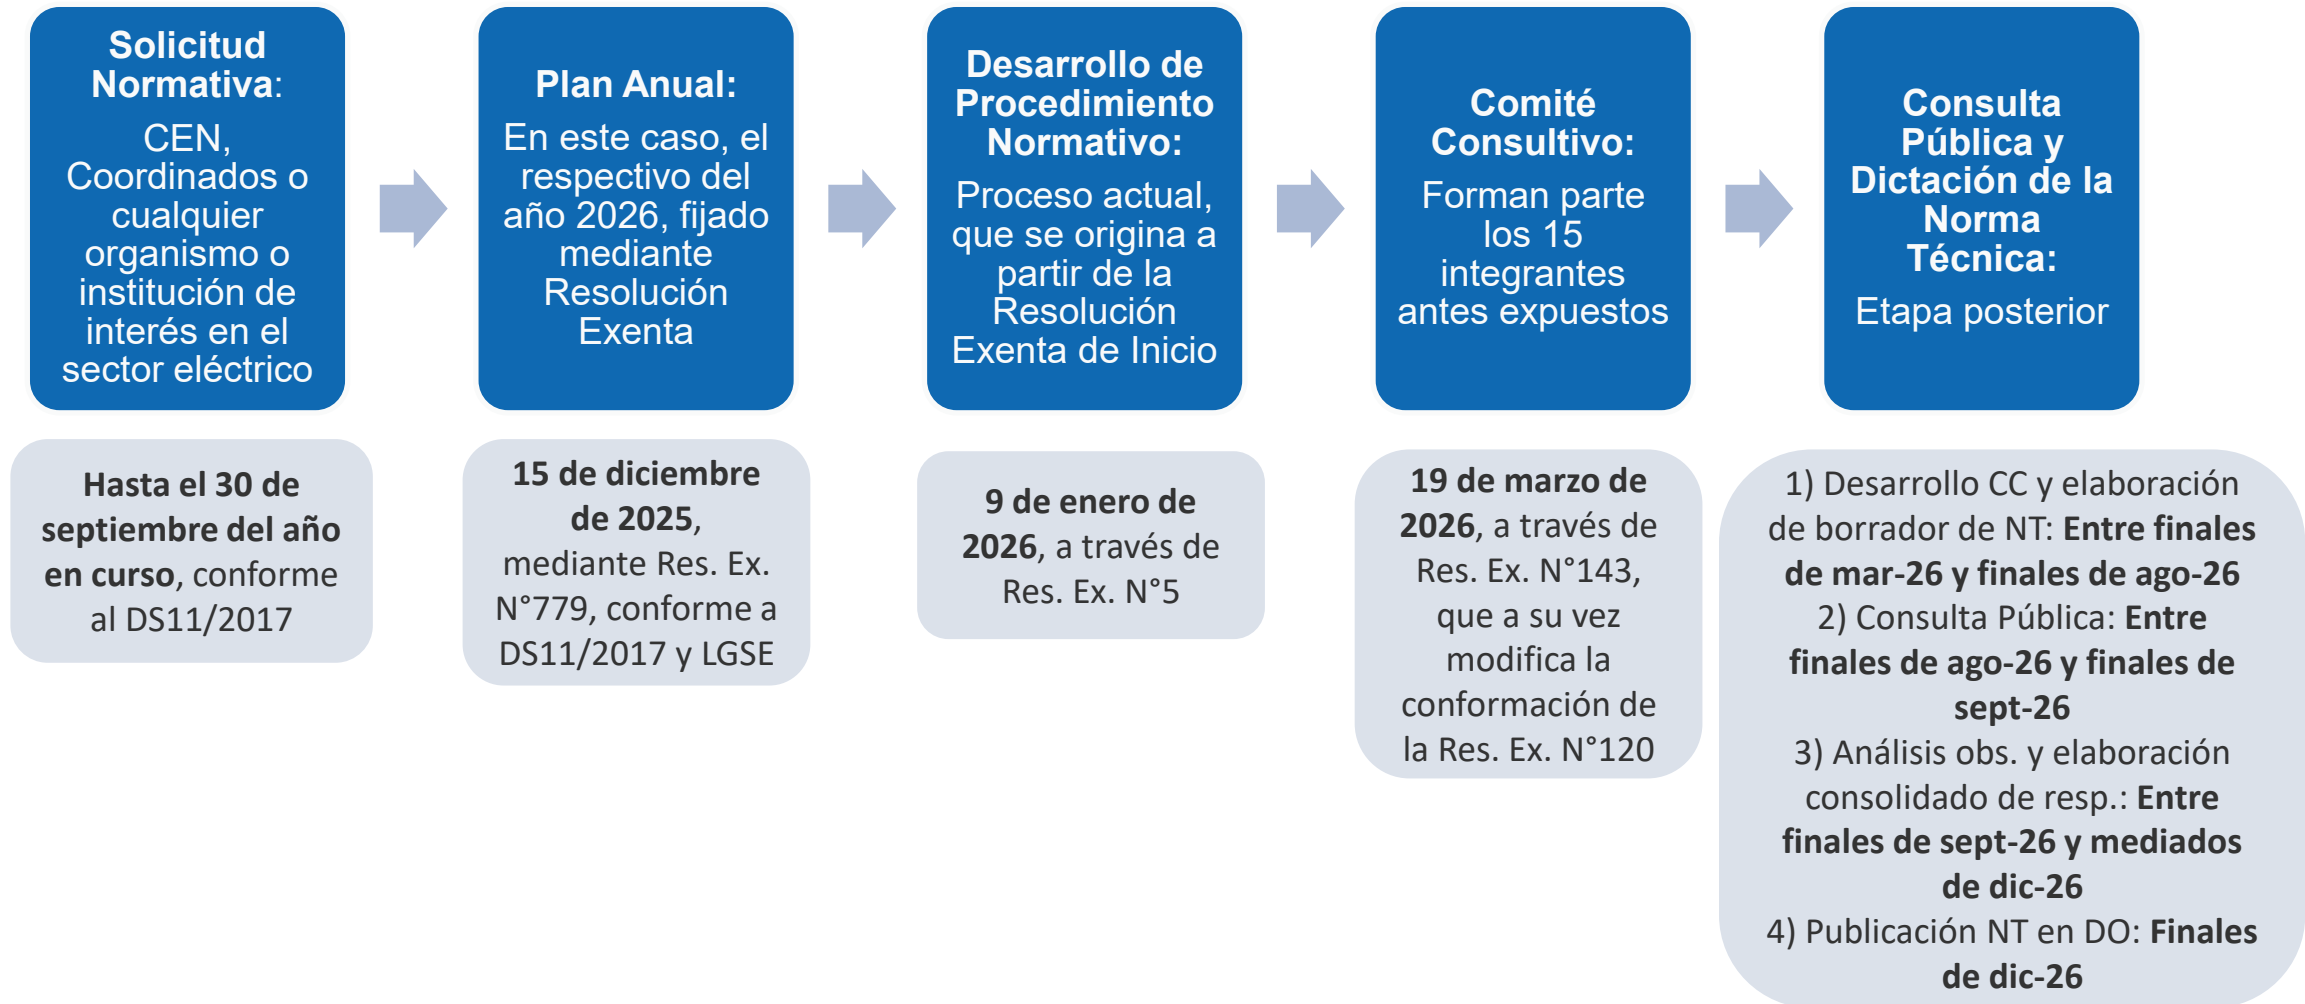 Solicitud
Normativa:
CEN,
Coordinados o
cualquier
organismo o
institución de
interés en el
sector eléctrico
Plan Anual:
En este caso, el
respectivo del
año 2026, fijado
mediante
Resolución
Exenta
Desarrollo de
Procedimiento
Normativo:
Proceso actual,
que se origina a
partir de la
Resolución
Exenta de Inicio
Comité
Consultivo:
Forman parte
los 15
integrantes
antes expuestos
Consulta
Pública y
Dictación de la
Norma
Técnica:
Etapa posterior
Hasta el 30 de
septiembre del año
en curso, conforme
al DS11/2017
15 de diciembre
de 2025,
mediante Res. Ex.
N°779, conforme a
DS11/2017 y LGSE
9 de enero de
2026, a través de
Res. Ex. N°5
19 de marzo de
2026, a través de
Res. Ex. N°143,
que a su vez
modifica la
conformación de
la Res. Ex. N°120
1) Desarrollo CC y elaboración
de borrador de NT: Entre finales
de mar-26 y finales de ago-26
2) Consulta Pública: Entre
finales de ago-26 y finales de
sept-26
3) Análisis obs. y elaboración
consolidado de resp.: Entre
finales de sept-26 y mediados
de dic-26
4) Publicación NT en DO: Finales
de dic-26